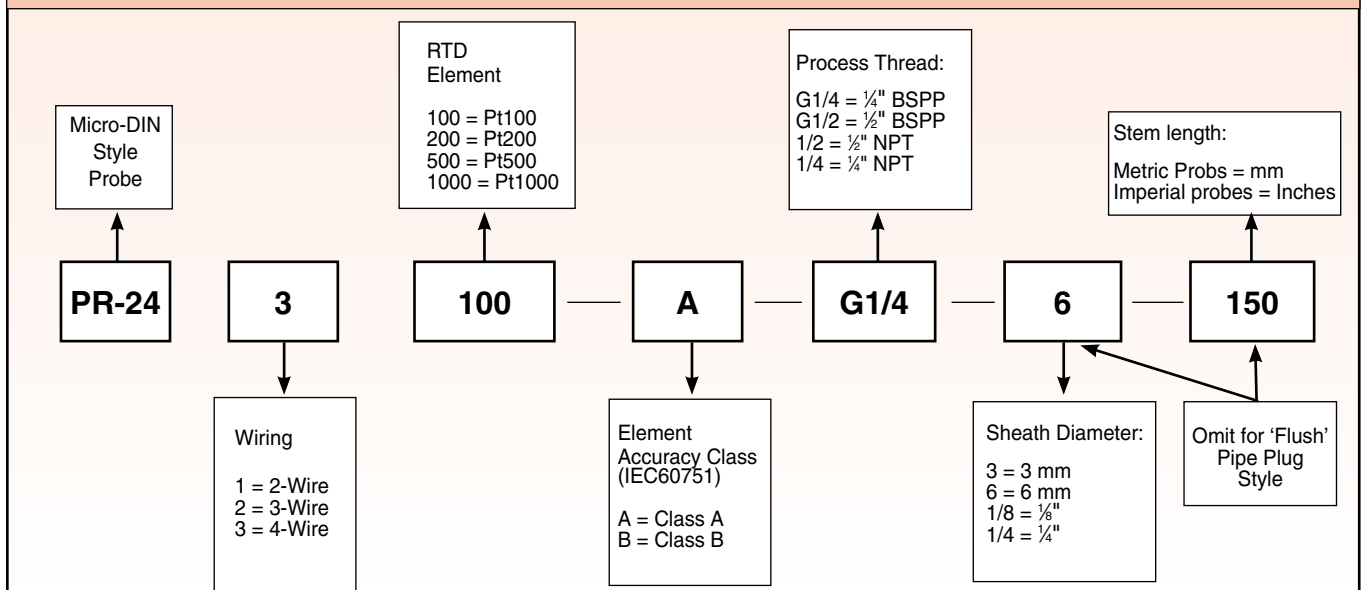 Micro-DIN
Style
Probe
RTD
Element
100 = Pt100
200 = Pt200
500 = Pt500
1000 = Pt1000
Process Thread:
G1/4 = ¼" BSPP
G1/2 = ½" BSPP
1/2 = ½" NPT
1/4 = ¼" NPT
Stem length:
Metric Probs = mm
Imperial probes = Inches
PR-24 3 100 — A — G1/4 — 6 — 150
Wiring
1 = 2-Wire
2 = 3-Wire
3 = 4-Wire
Element
Accuracy Class
(IEC60751)
A = Class A
B = Class B
Sheath Diameter:
3 = 3 mm
6 = 6 mm
1/8 = ⅛"
1/4 = ¼"
Omit for ‘Flush’
Pipe Plug
Style